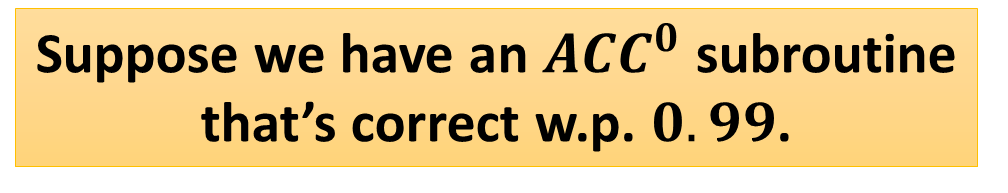 Suppose we have an 𝑨𝑪𝑪⁰ subroutine
that’s correct w.p. 0.99.